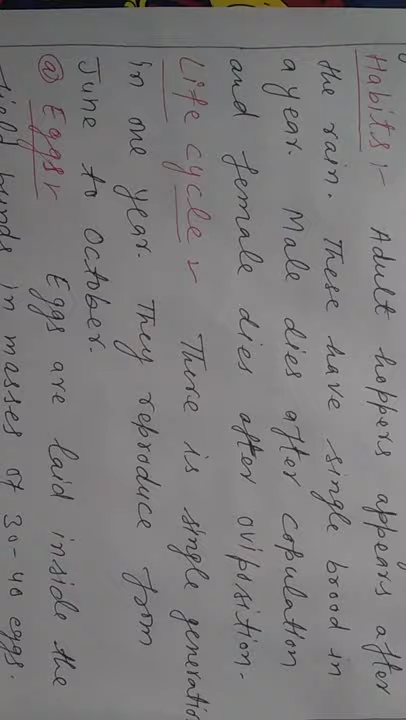 Habits :- Adult hoppers appears after
the rain. These have single brood in
a year. Male dies after copulation
and female dies after oviposition.
Life cycle :- There is single generatio
in one year. They reproduce from
June to October.
@ Eggs :- Eggs are laid inside the
field bunds in masses of 30-40 eggs.